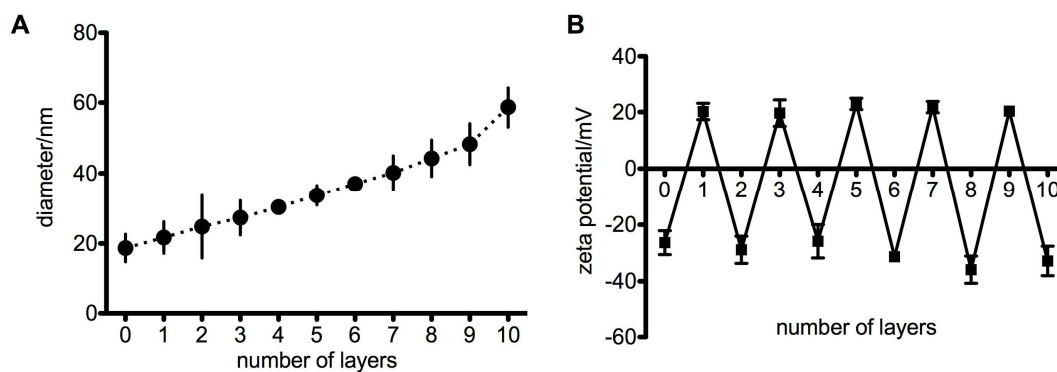 A
80
60
40
20
0
diameter/nm
0 1 2 3 4 5 6 7 8 9 10
number of layers
B
40
20
0
-20
-40
-60
zeta potential/mV
0 1 2 3 4 5 6 7 8 9 10
number of layers